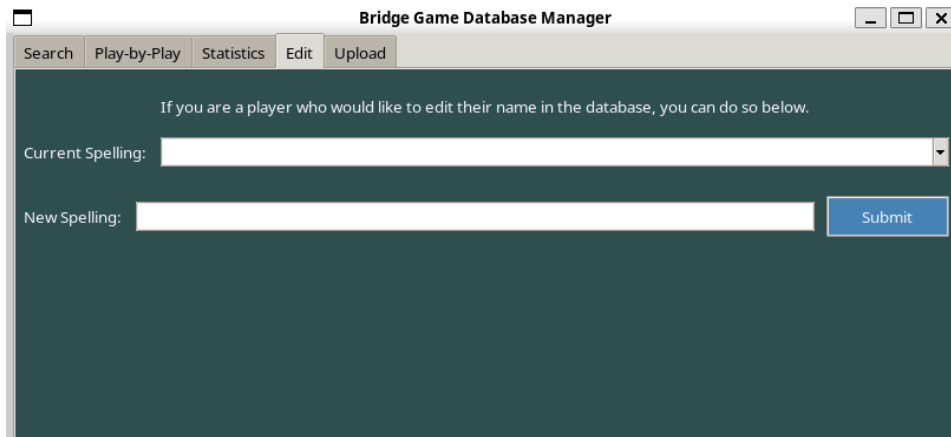 Bridge Game Database Manager
Search Play-by-Play Statistics Edit Upload
If you are a player who would like to edit their name in the database, you can do so below.
Current Spelling:
New Spelling: Submit